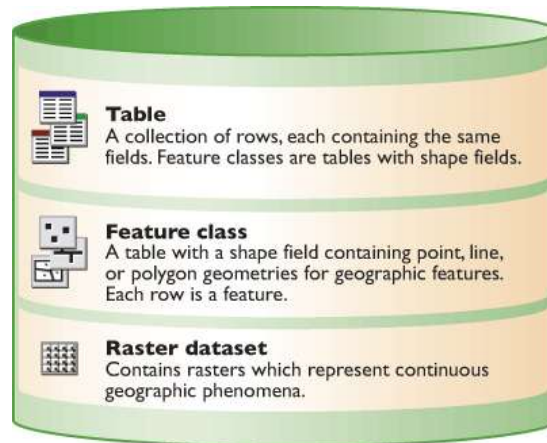 Table
A collection of rows, each containing the same
fields. Feature classes are tables with shape fields.
Feature class
A table with a shape field containing point, line,
or polygon geometries for geographic features.
Each row is a feature.
Raster dataset
Contains rasters which represent continuous
geographic phenomena.